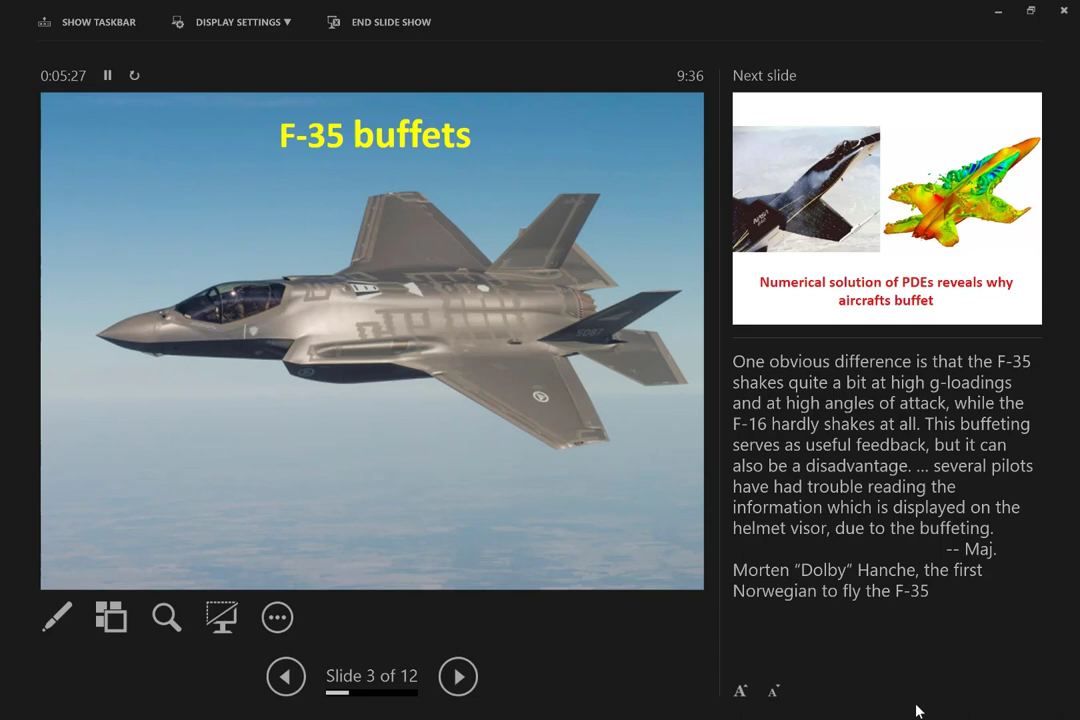 SHOW TASKBAR
DISPLAY SETTINGS ▼
END SLIDE SHOW
0:05:27
9:36
Next slide
F-35 buffets
5087
Numerical solution of PDEs reveals why
aircrafts buffet
One obvious difference is that the F-35
shakes quite a bit at high g-loadings
and at high angles of attack, while the
F-16 hardly shakes at all. This buffeting
serves as useful feedback, but it can
also be a disadvantage. ... several pilots
have had trouble reading the
information which is displayed on the
helmet visor, due to the buffeting.
-- Maj.
Morten “Dolby” Hanche, the first
Norwegian to fly the F-35
Slide 3 of 12
A A